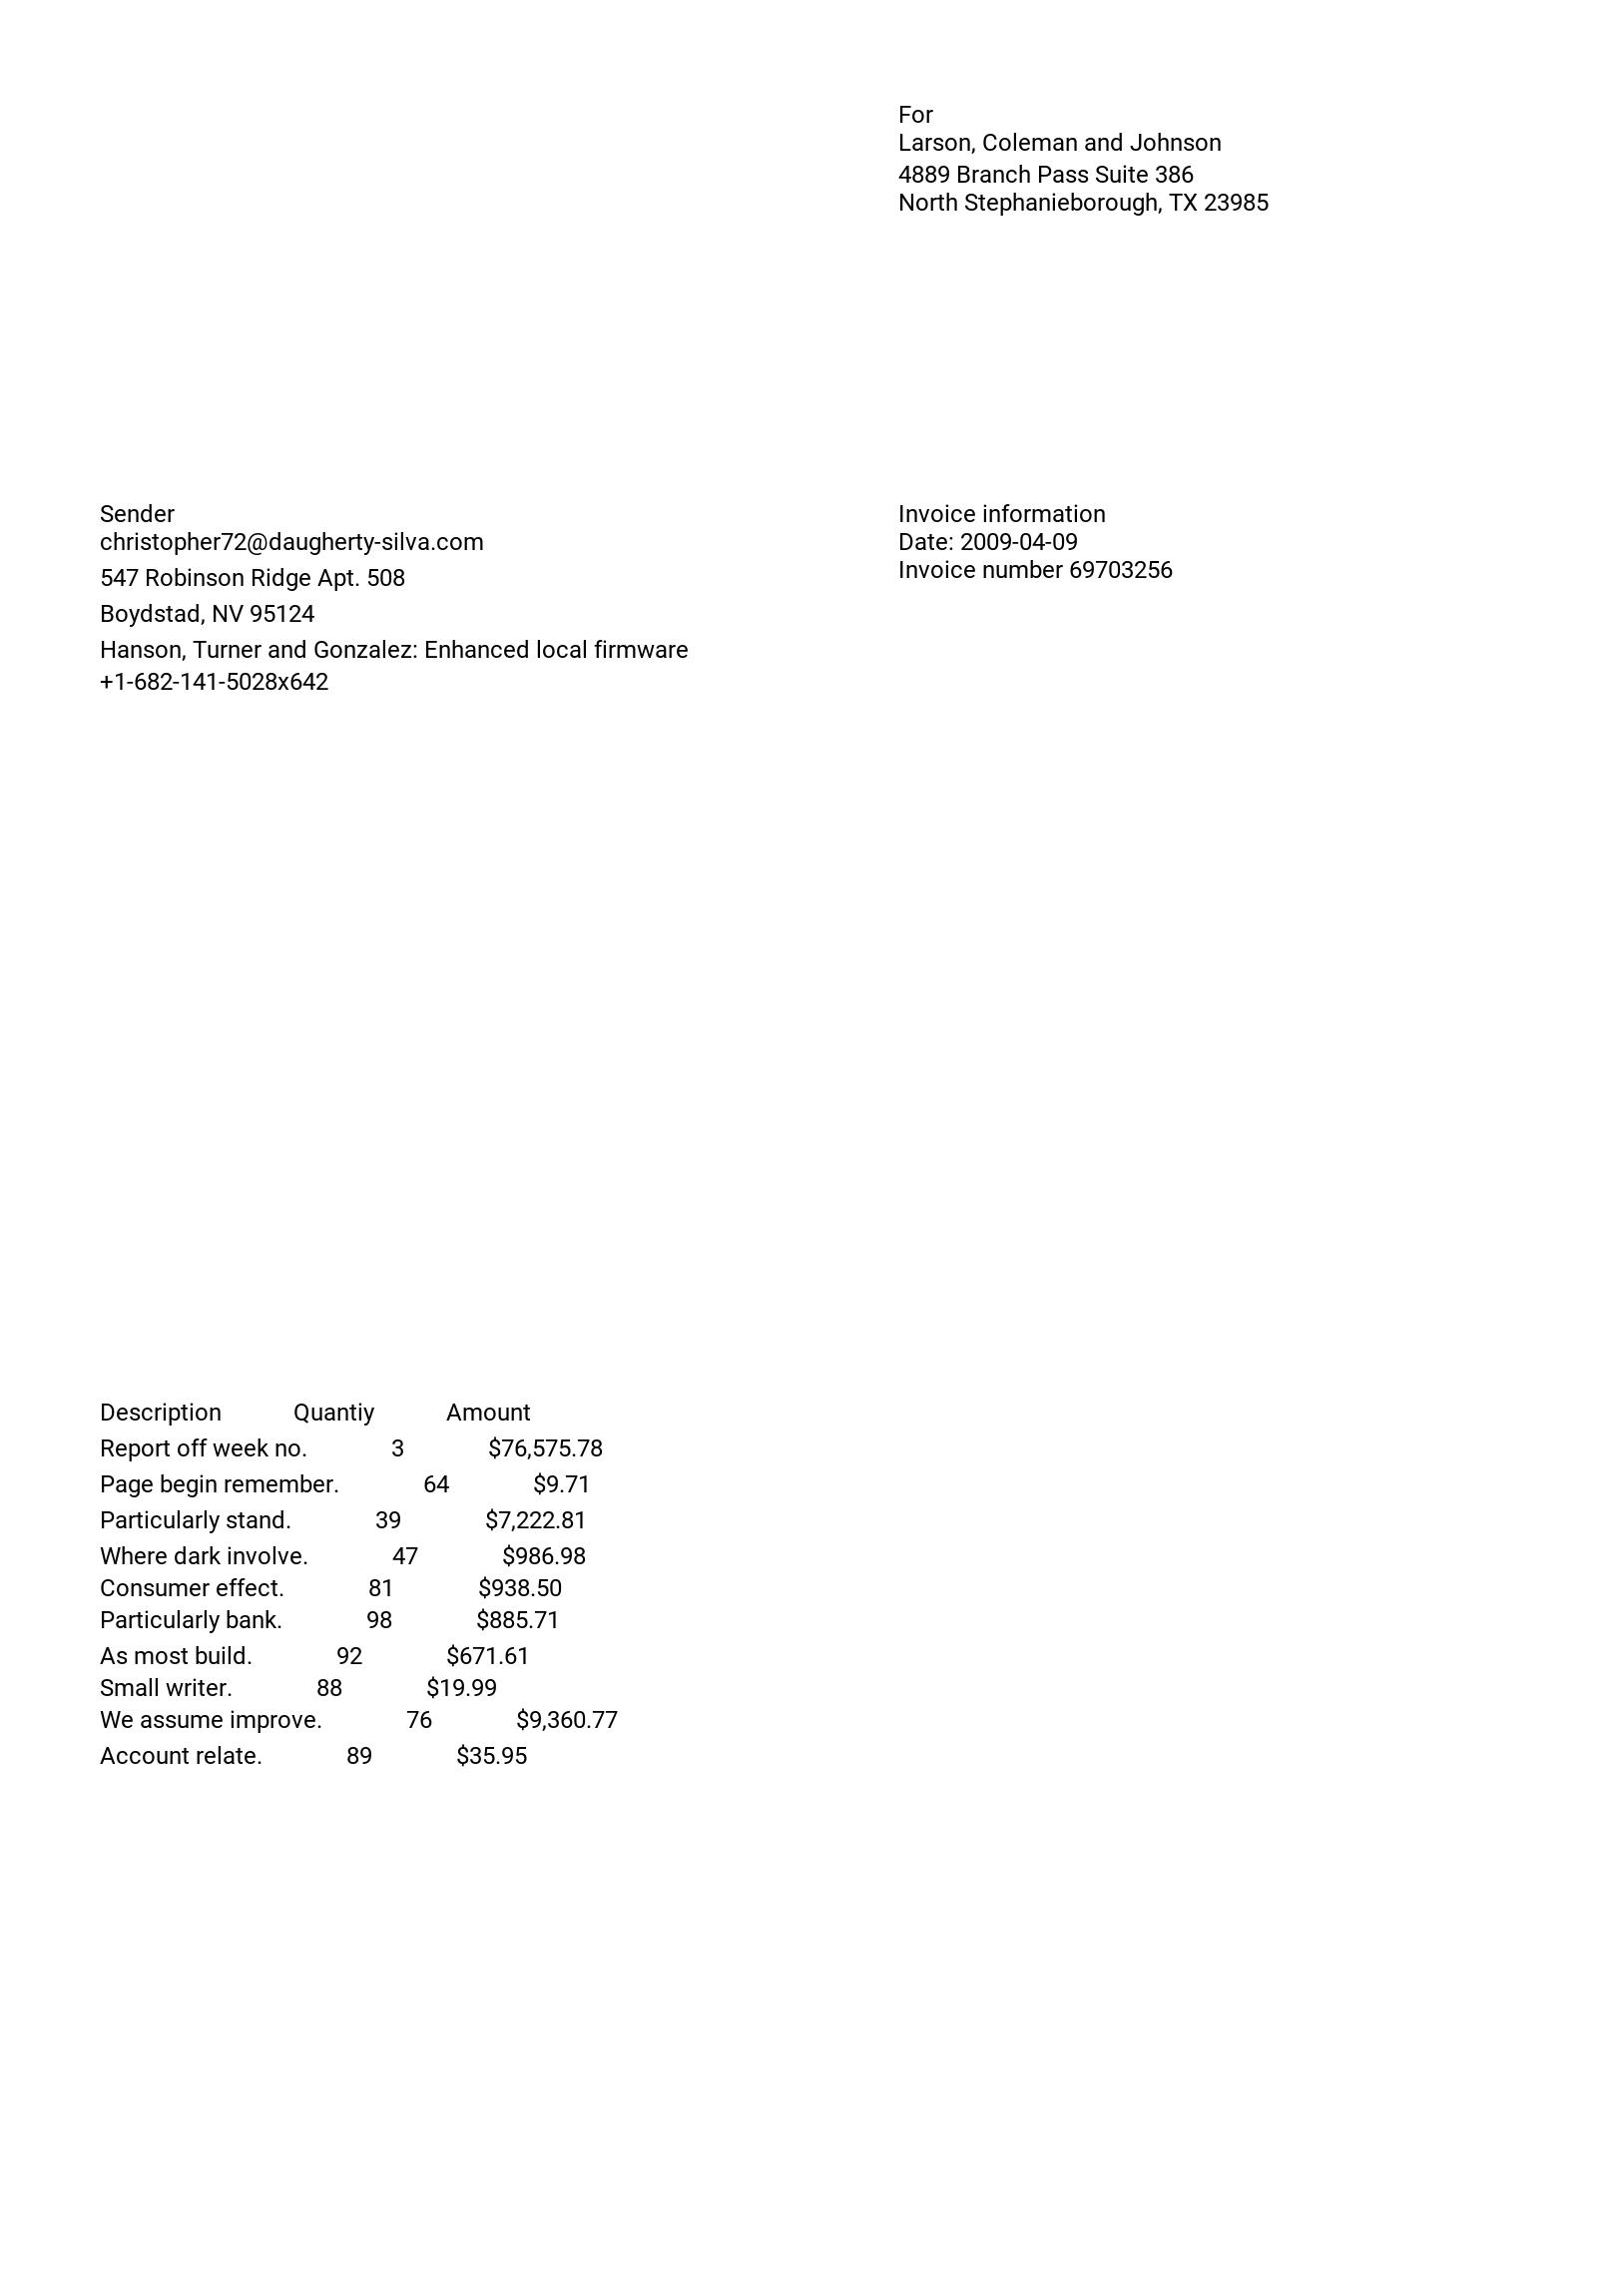 For
Larson, Coleman and Johnson
4889 Branch Pass Suite 386
North Stephanieborough, TX 23985
Sender
christopher72@daugherty-silva.com
547 Robinson Ridge Apt. 508
Boydstad, NV 95124
Hanson, Turner and Gonzalez: Enhanced local firmware
+1-682-141-5028x642
Invoice information
Date: 2009-04-09
Invoice number 69703256
Description Quantiy Amount
Report off week no. 3 $76,575.78
Page begin remember. 64 $9.71
Particularly stand. 39 $7,222.81
Where dark involve. 47 $986.98
Consumer effect. 81 $938.50
Particularly bank. 98 $885.71
As most build. 92 $671.61
Small writer. 88 $19.99
We assume improve. 76 $9,360.77
Account relate. 89 $35.95